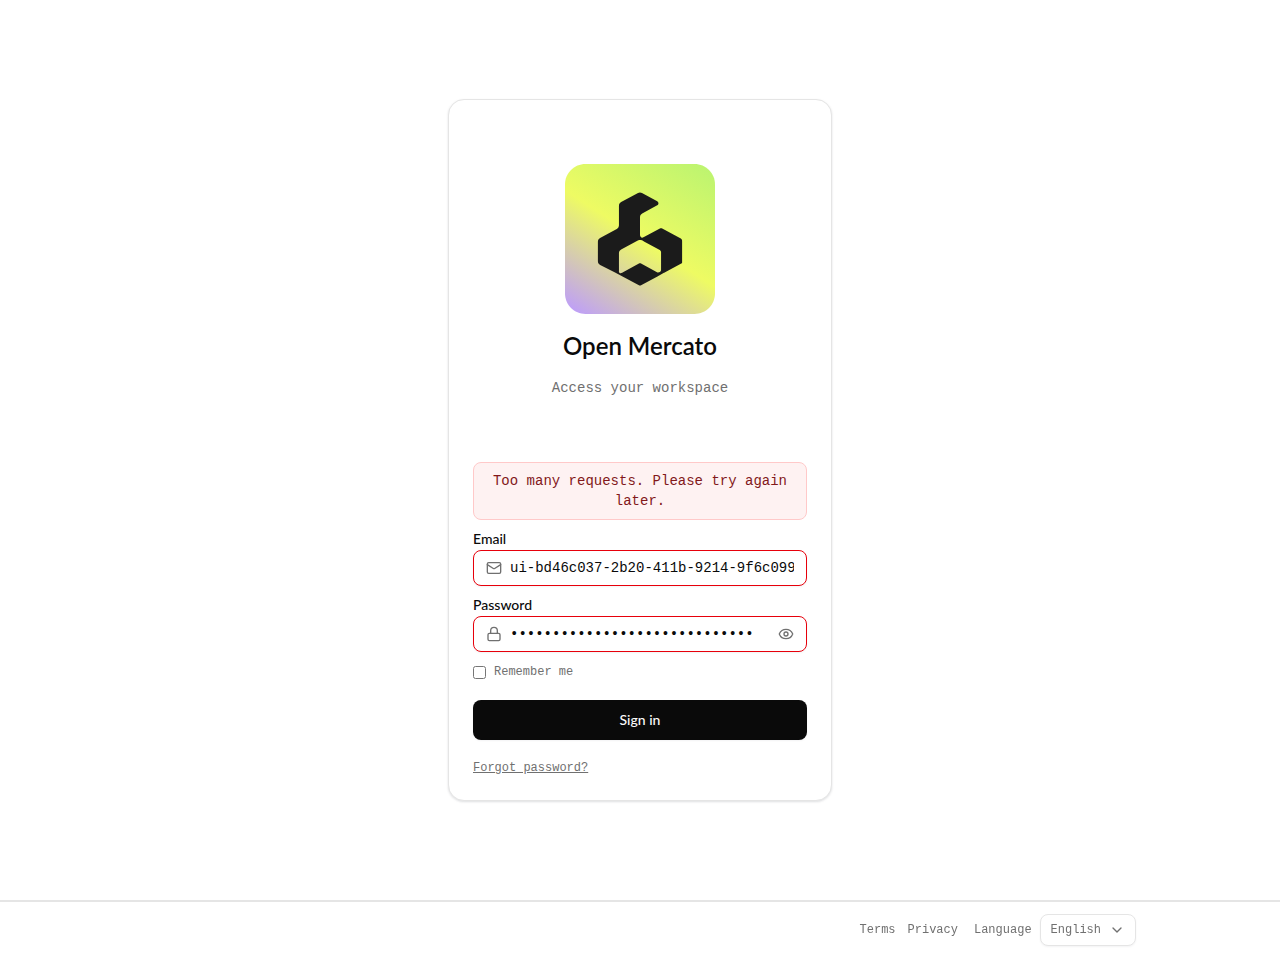 Open Mercato
Access your workspace
Too many requests. Please try again
later.
Email
ui-bd46c037-2b20-411b-9214-9f6c099
Password
•••••••••••••••••••••••••••••
Remember me
Sign in
Forgot password?
Terms Privacy Language English